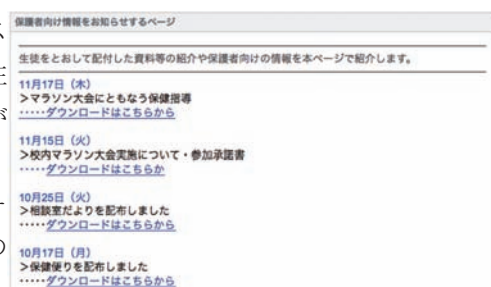 保護者向け情報をお知らせするページ
生徒をとおして配付した資料等の紹介や保護者向けの情報を本ページで紹介します。
11月17日（木）
>マラソン大会にともなう保健指導
‥‥‥ダウンロードはこちらから
11月15日（火）
>校内マラソン大会実施について・参加承諾書
‥‥‥ダウンロードはこちらか
10月25日（火）
>相談室だよりを配布しました
‥‥‥ダウンロードはこちらから
10月17日（月）
>保健便りを配布しました
‥‥‥ダウンロードはこちらから